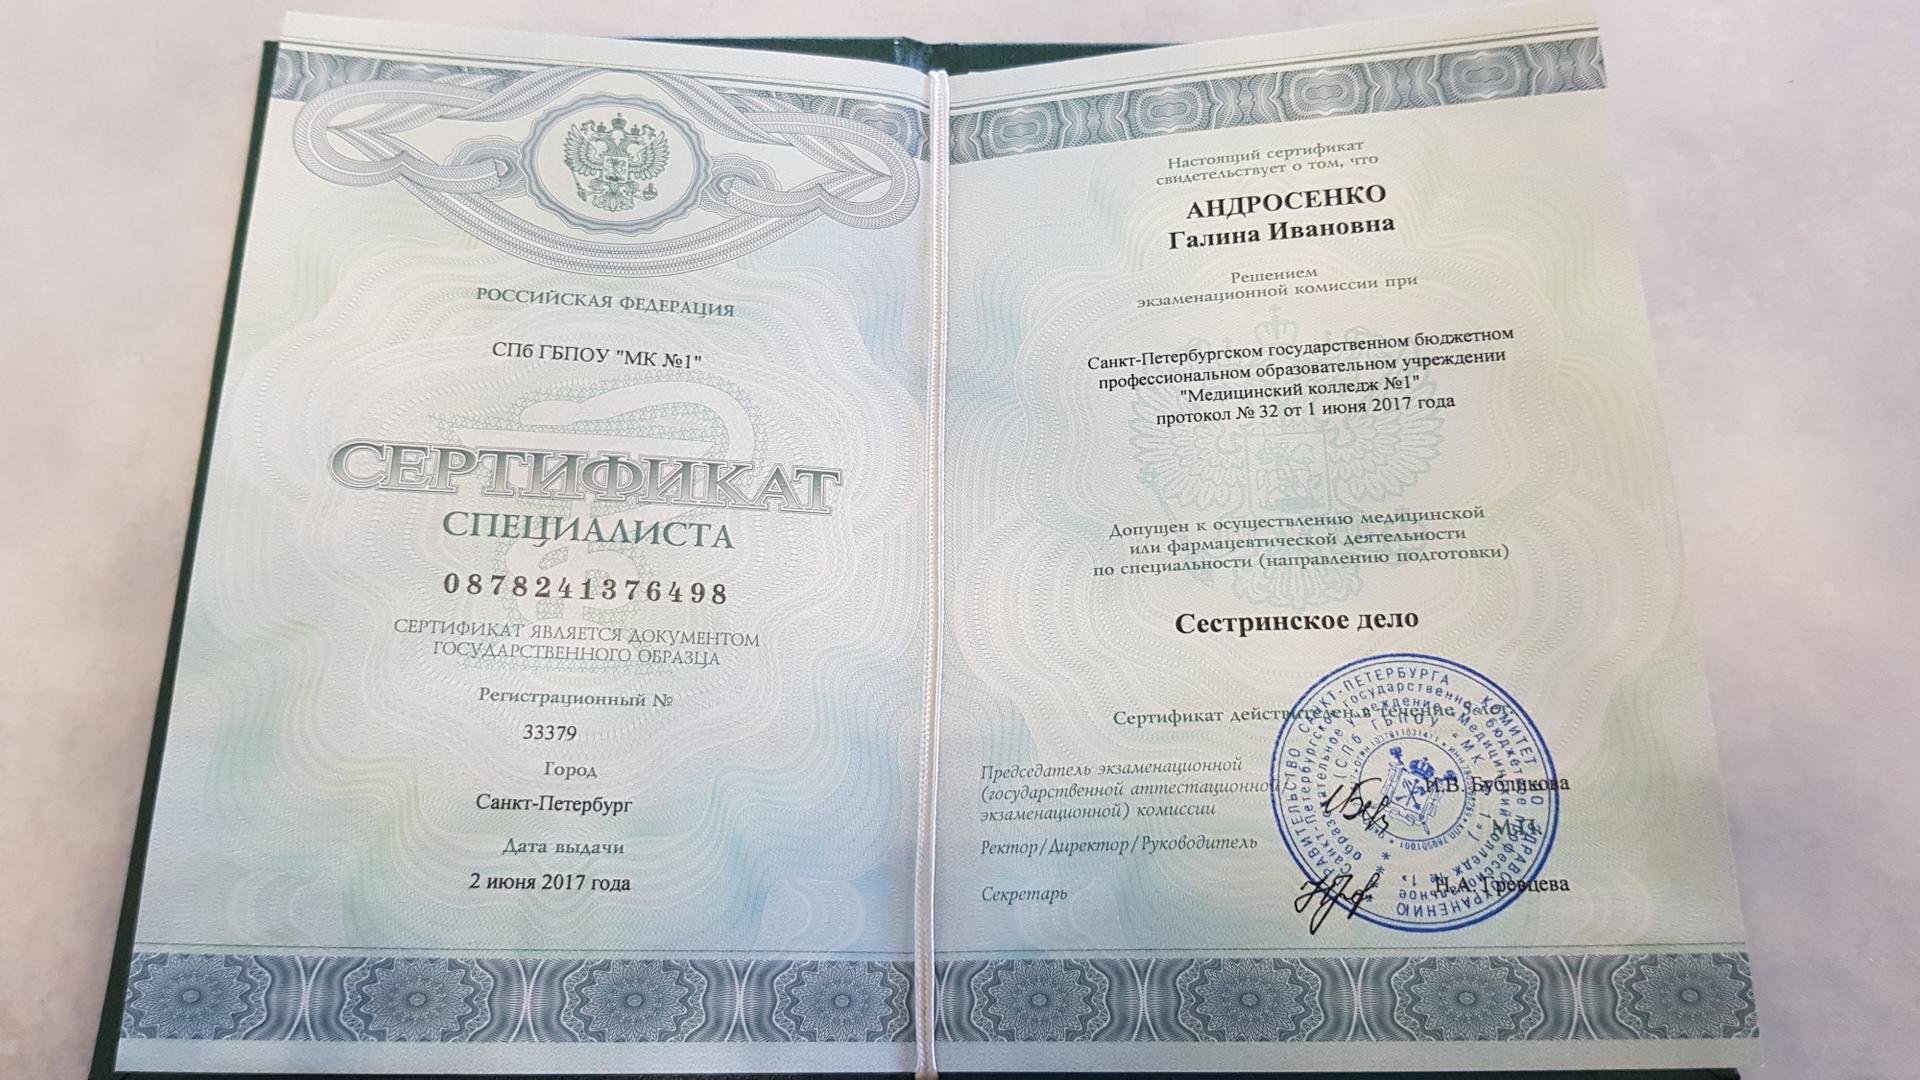 РОССИЙСКАЯ ФЕДЕРАЦИЯ
СПб ГБПОУ "МК №1"
СЕРТИФИКАТ
СПЕЦИАЛИСТА
0878241376498
СЕРТИФИКАТ ЯВЛЯЕТСЯ ДОКУМЕНТОМ
ГОСУДАРСТВЕННОГО ОБРАЗЦА
Регистрационный №
33379
Город
Санкт-Петербург
Дата выдачи
2 июня 2017 года
Настоящий сертификат
свидетельствует о том, что
АНДРОСЕНКО
Галина Ивановна
Решением
экзаменационной комиссии при
Санкт-Петербургском государственном бюджетном
профессиональном образовательном учреждении
"Медицинский колледж №1"
протокол № 32 от 1 июня 2017 года
Допущен к осуществлению медицинской
или фармацевтической деятельности
по специальности (направлению подготовки)
Сестринское дело
Сертификат действителен в течение 5 лет.
Председатель экзаменационной
(государственной аттестационной/
экзаменационной) комиссии
И.В. Бубликова
М.П.
Ректор/Директор/Руководитель
Секретарь
Н.А. Гревцева